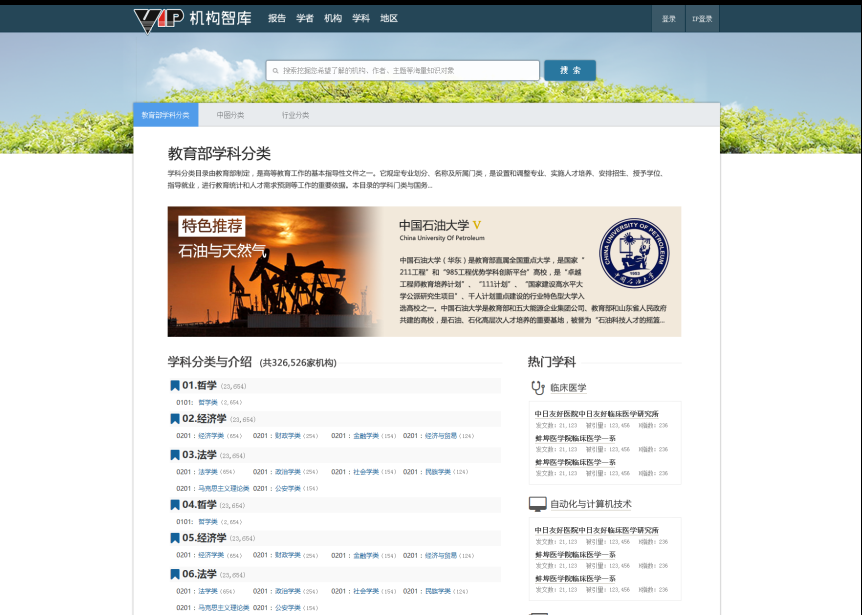 VIP 机构智库 报告 学者 机构 学科 地区 登录 IP登录
搜索挖掘您希望了解的机构、作者、主题等海量知识对象 搜 索
教育部学科分类 中图分类 行业分类
教育部学科分类
学科分类目录由教育部制定，是高等教育工作的基本指导性文件之一。它规定专业划分、名称及所属门类，是设置和调整专业、实施人才培养、安排招生、授予学位、
指导就业，进行教育统计和人才需求预测等工作的重要依据。本目录的学科门类与国务...
特色推荐
石油与天然气
中国石油大学 V
China University Of Petroleum
中国石油大学（华东）是教育部直属全国重点大学，是国家“
211工程”和“985工程优势学科创新平台”高校，是“卓越
工程师教育培养计划”、“111计划”、“国家建设高水平大
学公派研究生项目”、千人计划重点建设的行业特色型大学入
选高校之一。中国石油大学是教育部和五大能源企业集团公司、教育部和山东省人民政府
共建的高校，是石油、石化高层次人才培养的重要基地，被誉为“石油科技人才的摇篮...
CHINA UNIVERSITY OF PETROLEUM
1953
中国石油大学
学科分类与介绍 (共326,526家机构)
01.哲学 (23,654)
0101: 哲学类 (2,654)
02.经济学 (23,654)
0201：经济学类 (654) 0201：财政学类 (254) 0201：金融学类 (154) 0201：经济与贸易 (124)
03.法学 (23,654)
0201：法学类 (654) 0201：政治学类 (254) 0201：社会学类 (154) 0201：民族学类 (124)
0201：马克思主义理论类 0201：公安学类 (154)
04.哲学 (23,654)
0101: 哲学类 (2,654)
05.经济学 (23,654)
0201：经济学类 (654) 0201：财政学类 (254) 0201：金融学类 (154) 0201：经济与贸易 (124)
06.法学 (23,654)
0201：法学类 (654) 0201：政治学类 (254) 0201：社会学类 (154) 0201：民族学类 (124)
0201：马克思主义理论类 0201：公安学类 (154)
热门学科
临床医学
中日友好医院中日友好临床医学研究所
发文数：21,123 被引量：123,456 H指数：236
蚌埠医学院临床医学一系
发文数：21,123 被引量：123,456 H指数：236
蚌埠医学院临床医学一系
发文数：21,123 被引量：123,456 H指数：236
自动化与计算机技术
中日友好医院中日友好临床医学研究所
发文数：21,123 被引量：123,456 H指数：236
蚌埠医学院临床医学一系
发文数：21,123 被引量：123,456 H指数：236
蚌埠医学院临床医学一系
发文数：21,123 被引量：123,456 H指数：236